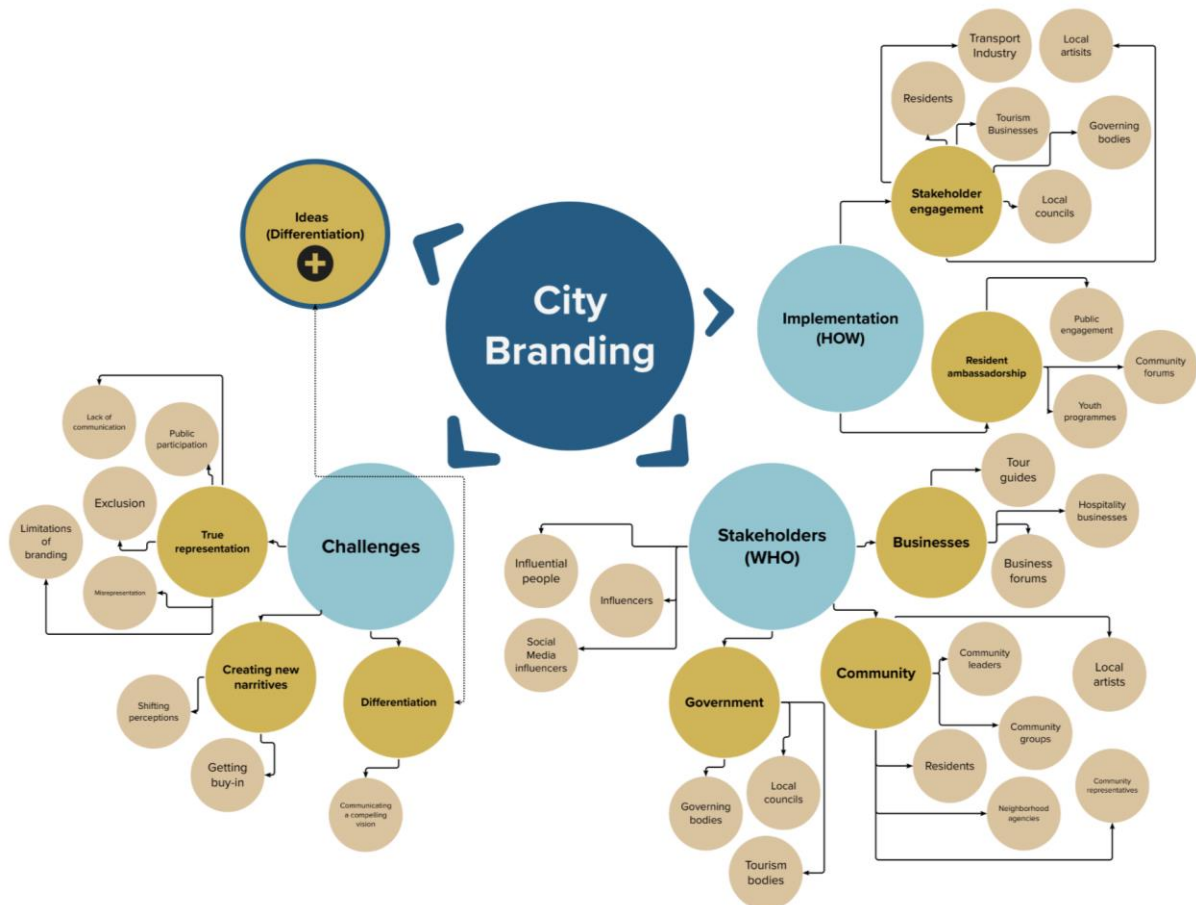 City
Branding
Ideas
(Differentiation)
Implementation
(HOW)
Stakeholder
engagement
Transport
Industry
Local
artisits
Residents
Tourism
Businesses
Governing
bodies
Local
councils
Resident
ambassadorship
Public
engagement
Community
forums
Youth
programmes
Challenges
True
representation
Lack of
communication
Public
participation
Exclusion
Limitations
of
branding
Misrepresentation
Creating new
narritives
Shifting
perceptions
Getting
buy-in
Differentiation
Communicating
a compelling
vision
Stakeholders
(WHO)
Influential
people
Influencers
Social
Media
influencers
Businesses
Tour
guides
Hospitality
businesses
Business
forums
Government
Governing
bodies
Local
councils
Tourism
bodies
Community
Community
leaders
Local
artists
Community
groups
Residents
Neighborhood
agencies
Community
representatives